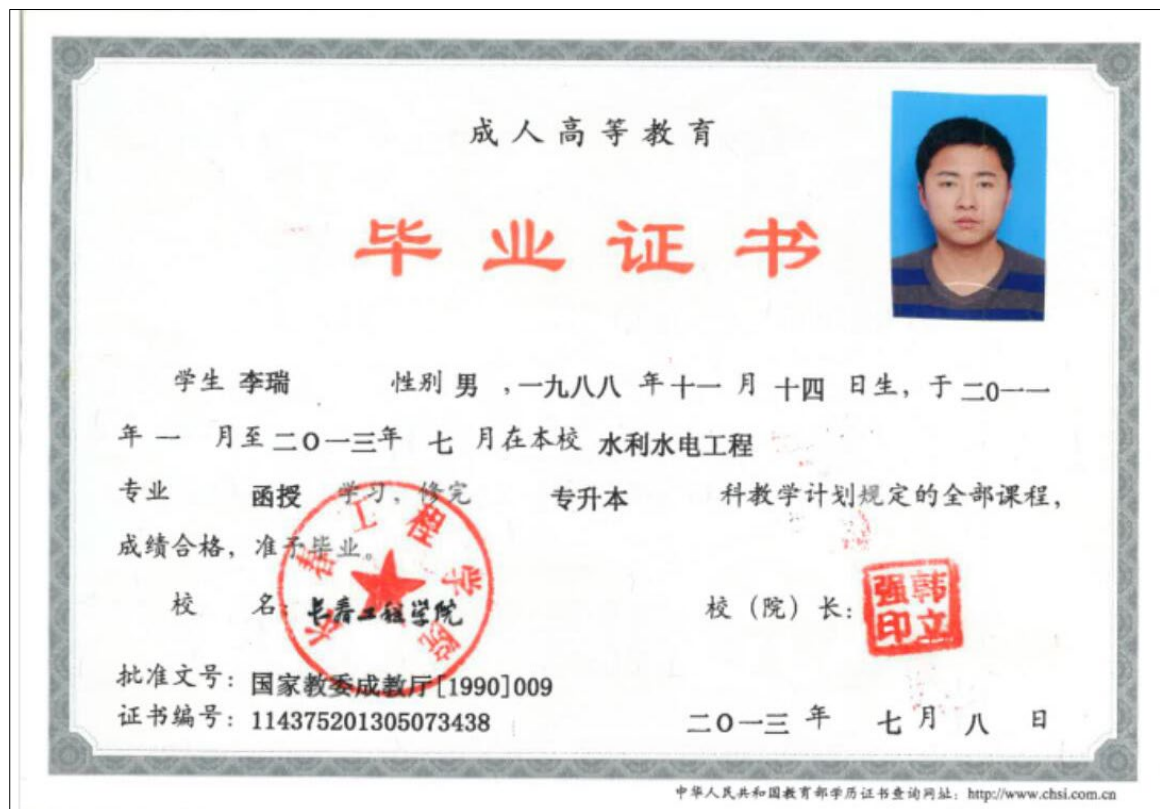 成人高等教育
毕业证书
学生 李瑞 性别 男 ,一九八八 年 十一 月 十四 日生，于 二0一一
年 一 月至 二0一三年 七 月在本校 水利水电工程
专业 函授 学习，修完 专升本 科教学计划规定的全部课程，
成绩合格，准予毕业。
校 名：长春工程学院
长春工程学院
校（院）长：
韩立强印
批准文号：国家教委成教厅[1990]009
证书编号：114375201305073438
二0一三 年 七 月 八 日
中华人民共和国教育部学历证书查询网址：http://www.chsi.com.cn